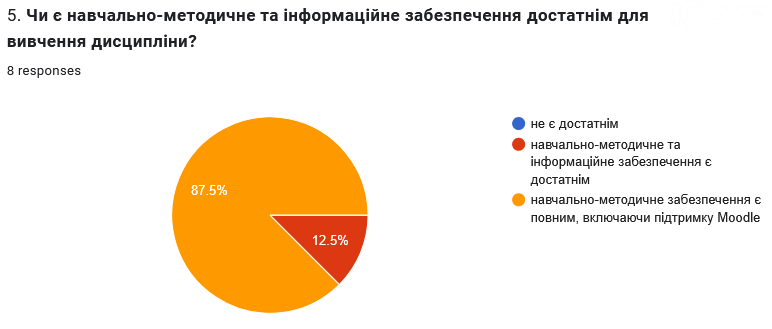 5. Чи є навчально-методичне та інформаційне забезпечення достатнім для
вивчення дисципліни?
8 responses
87.5%
12.5%
не є достатнім
навчально-методичне та
інформаційне забезпечення є
достатнім
навчально-методичне забезпечення є
повним, включаючи підтримку Moodle